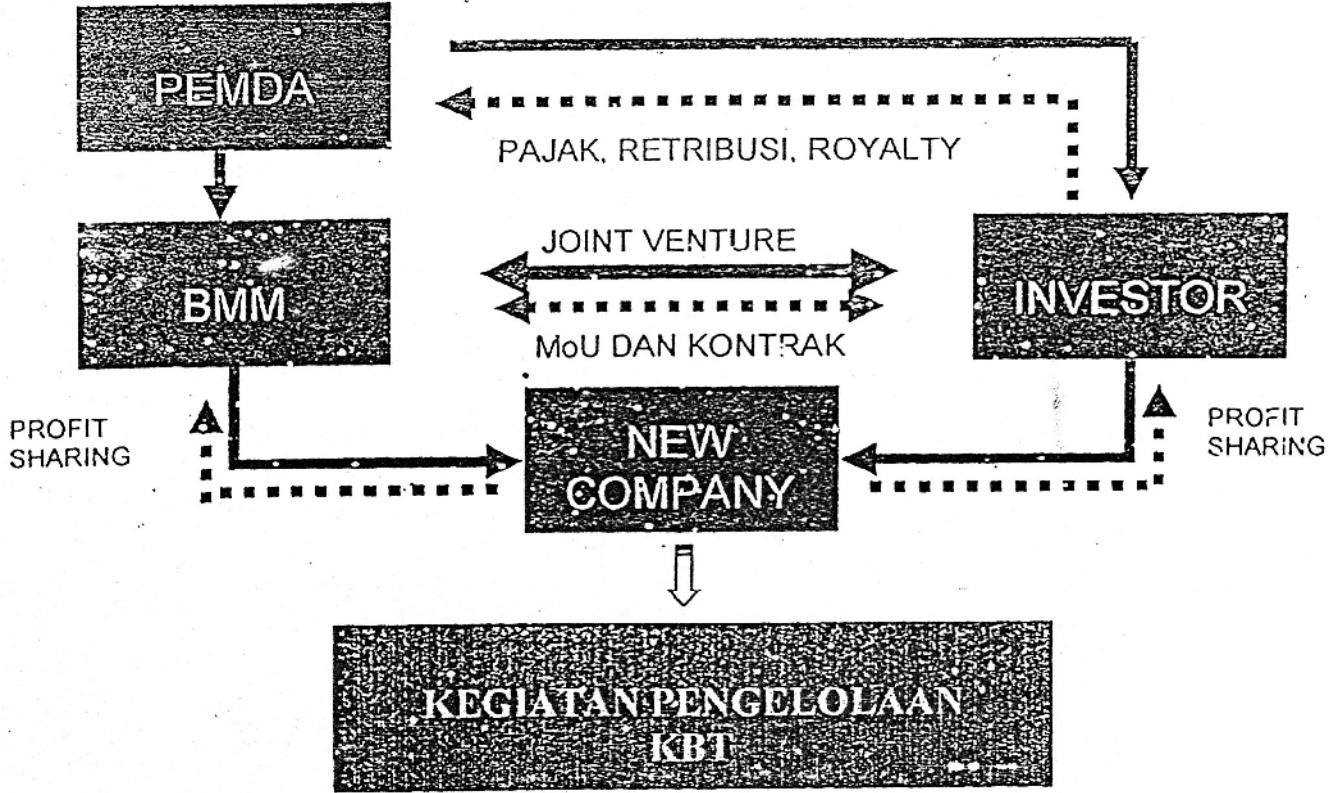 PEMDA
PAJAK, RETRIBUSI, ROYALTY
JOINT VENTURE
BMM
INVESTOR
MoU DAN KONTRAK
PROFIT
SHARING
NEW
COMPANY
PROFIT
SHARING
KEGIATAN PENGELOLAAN
KBT